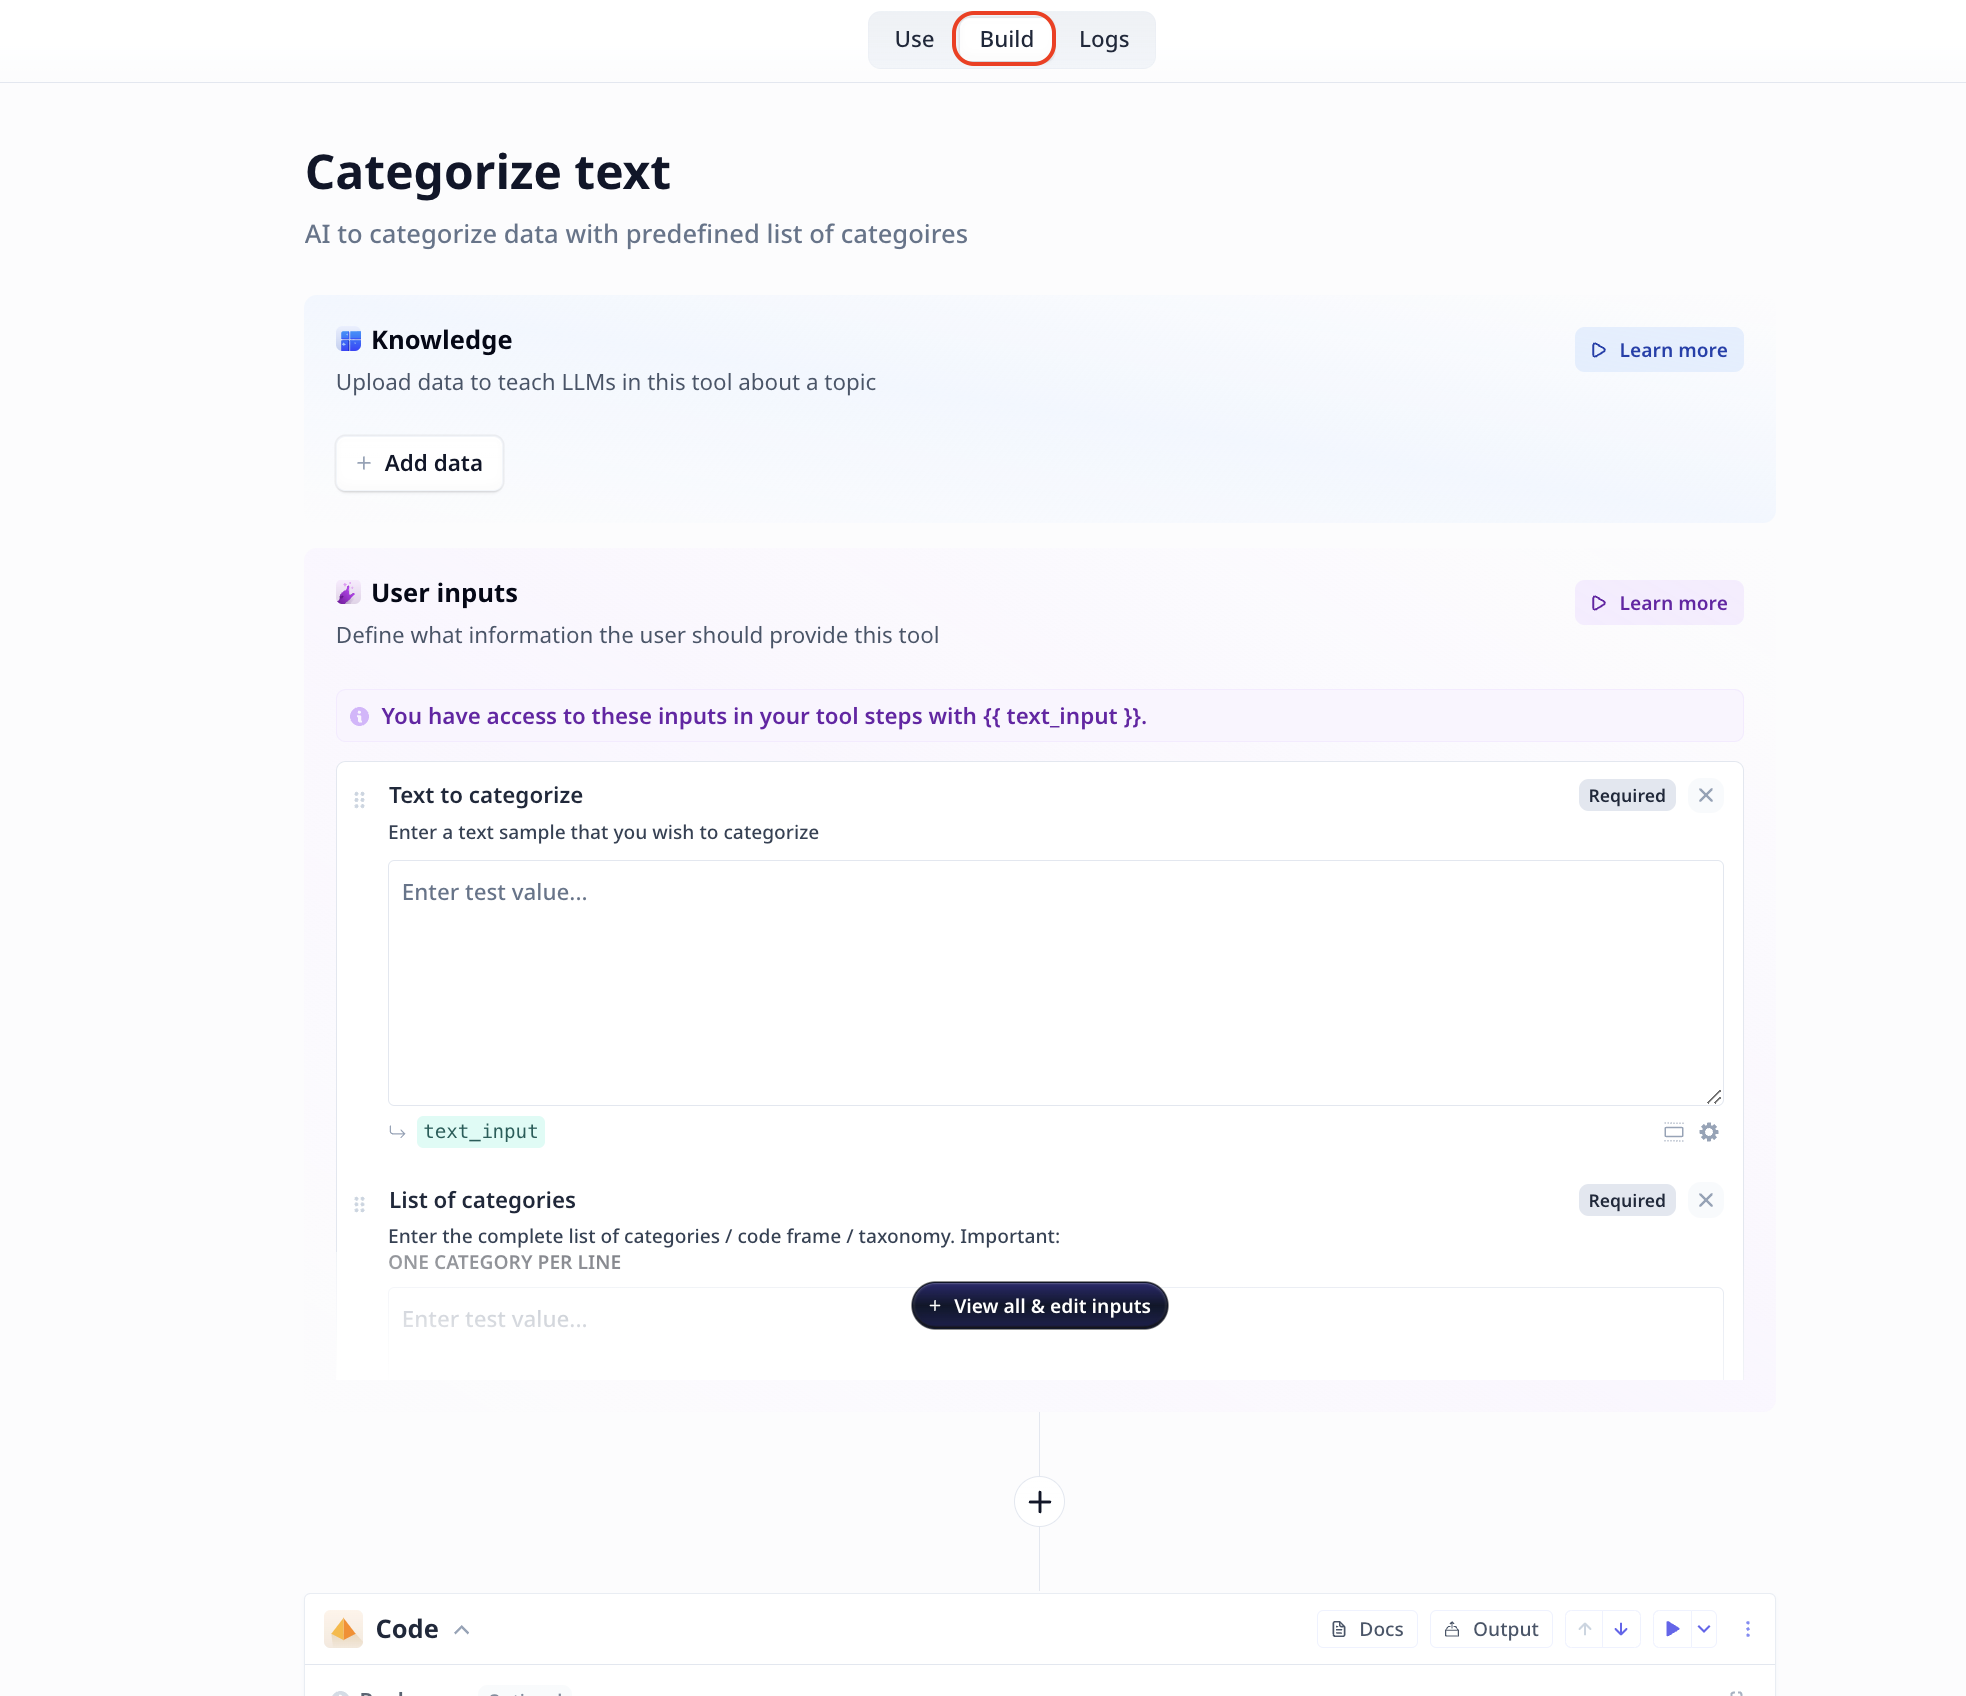 Use Build Logs
Categorize text
AI to categorize data with predefined list of categoires
Knowledge
Learn more
Upload data to teach LLMs in this tool about a topic
+ Add data
User inputs
Learn more
Define what information the user should provide this tool
You have access to these inputs in your tool steps with {{ text_input }}.
Text to categorize
Required
Enter a text sample that you wish to categorize
Enter test value...
text_input
List of categories
Required
Enter the complete list of categories / code frame / taxonomy. Important:
ONE CATEGORY PER LINE
Enter test value...
+ View all & edit inputs
Code
Docs
Output